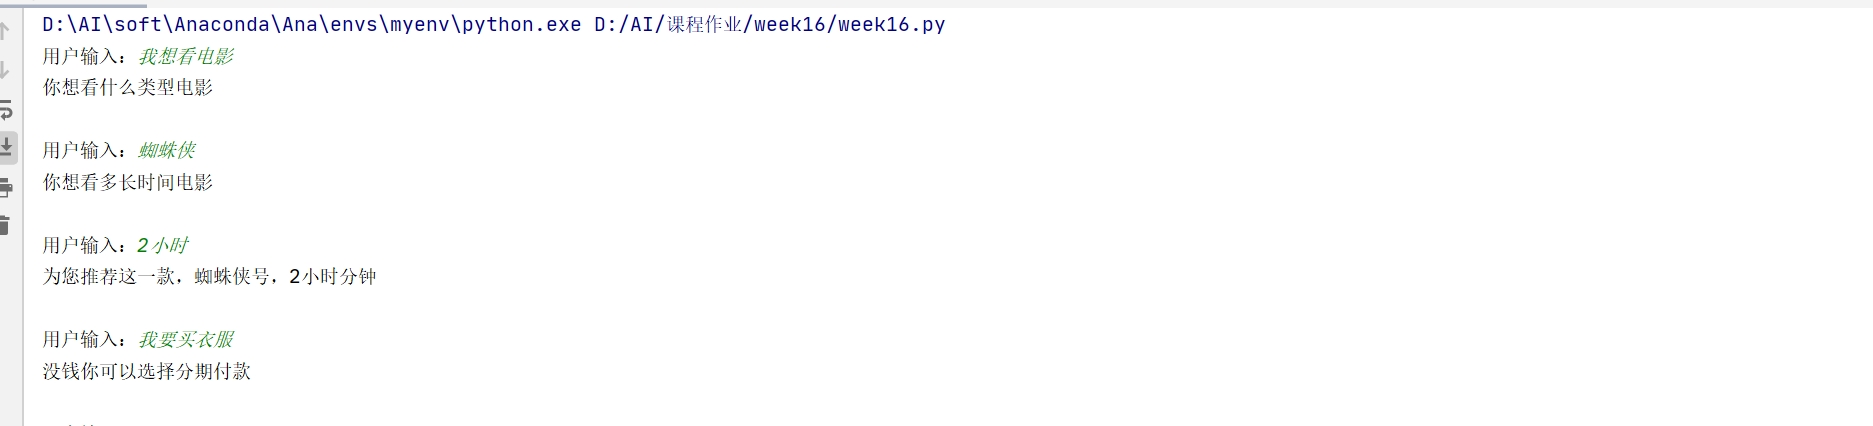 D:\AI\soft\Anaconda\Ana\envs\myenv\python.exe D:/AI/课程作业/week16/week16.py
用户输入：我想看电影
你想看什么类型电影
用户输入：蜘蛛侠
你想看多长时间电影
用户输入：2小时
为您推荐这一款，蜘蛛侠号，2小时分钟
用户输入：我要买衣服
没钱你可以选择分期付款